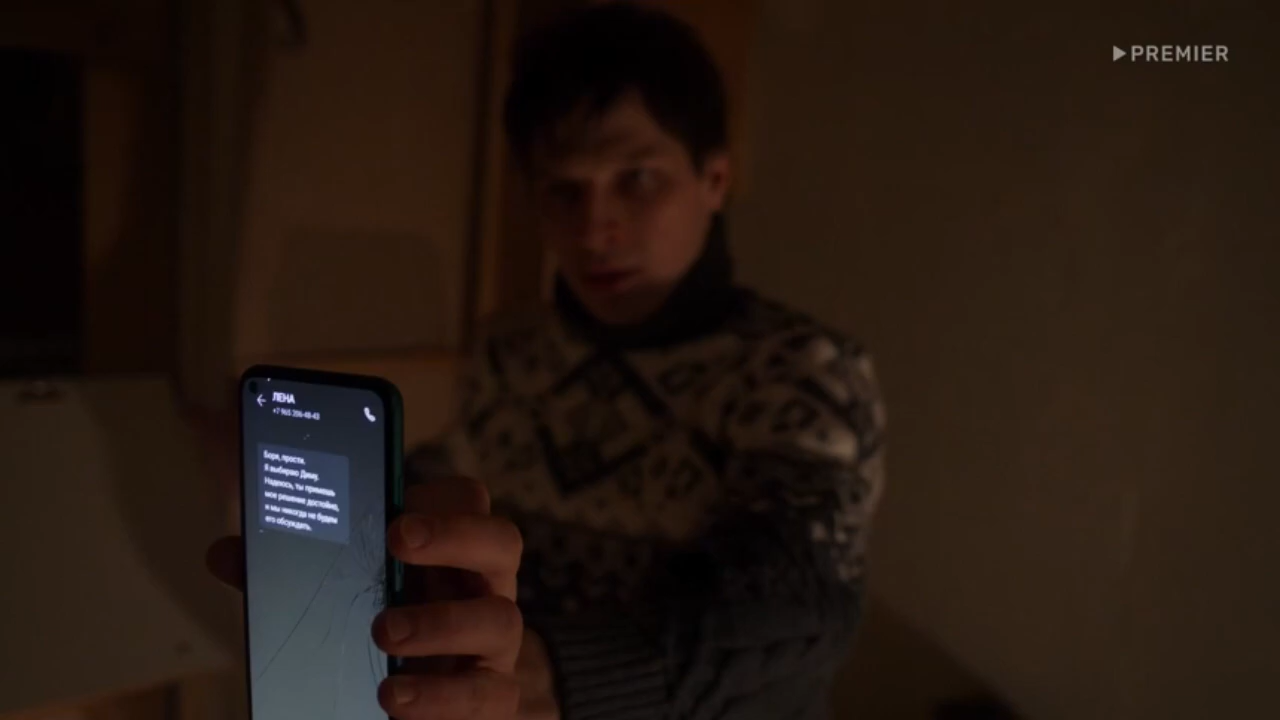 PREMIER
ЛЕНА
+7 965 206-48-43
Боря, прости.
Я выбираю Диму.
Надеюсь, ты примешь
мое решение достойно,
и мы никогда не будем
его обсуждать.